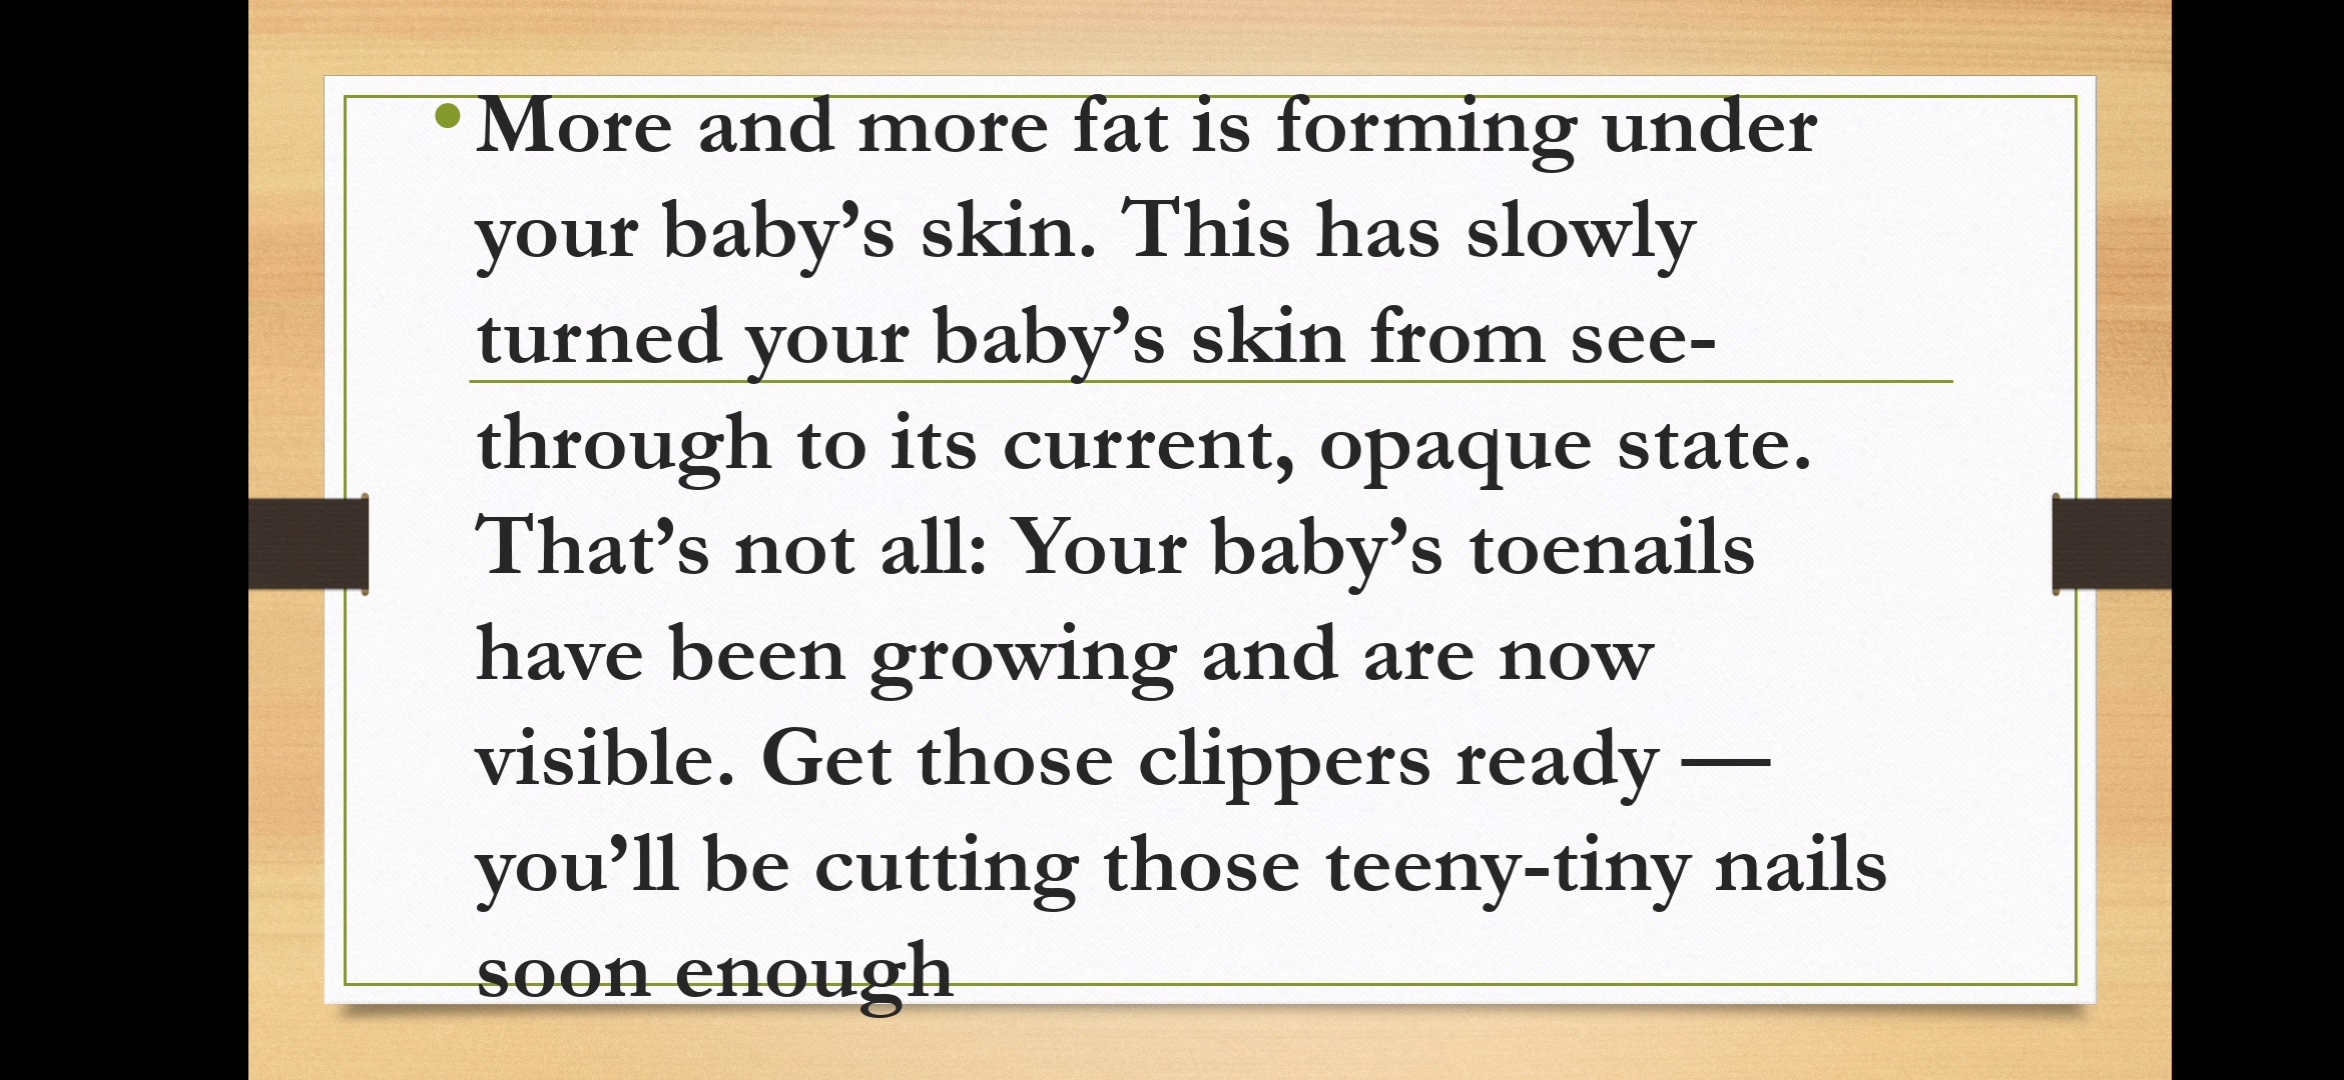 • More and more fat is forming under
your baby’s skin. This has slowly
turned your baby’s skin from see-
through to its current, opaque state.
That’s not all: Your baby’s toenails
have been growing and are now
visible. Get those clippers ready —
you’ll be cutting those teeny-tiny nails
soon enough